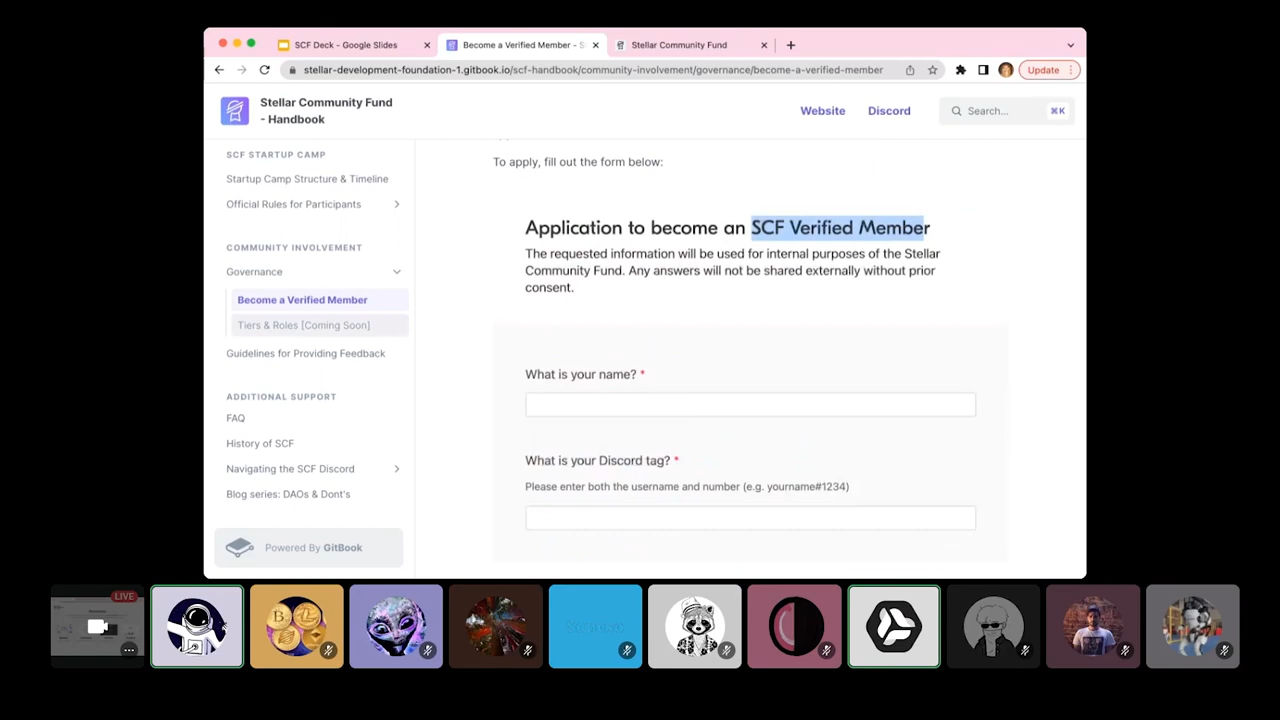 SCF Deck - Google Slides
Become a Verified Member - S
Stellar Community Fund
stellar-development-foundation-1.gitbook.io/scf-handbook/community-involvement/governance/become-a-verified-member
Update
Stellar Community Fund
- Handbook
Website
Discord
Search...
⌘K
SCF STARTUP CAMP
Startup Camp Structure & Timeline
Official Rules for Participants
COMMUNITY INVOLVEMENT
Governance
Become a Verified Member
Tiers & Roles [Coming Soon]
Guidelines for Providing Feedback
ADDITIONAL SUPPORT
FAQ
History of SCF
Navigating the SCF Discord
Blog series: DAOs & Dont's
Powered By GitBook
To apply, fill out the form below:
Application to become an SCF Verified Member
The requested information will be used for internal purposes of the Stellar
Community Fund. Any answers will not be shared externally without prior
consent.
What is your name? *
What is your Discord tag? *
Please enter both the username and number (e.g. yourname#1234)
LIVE